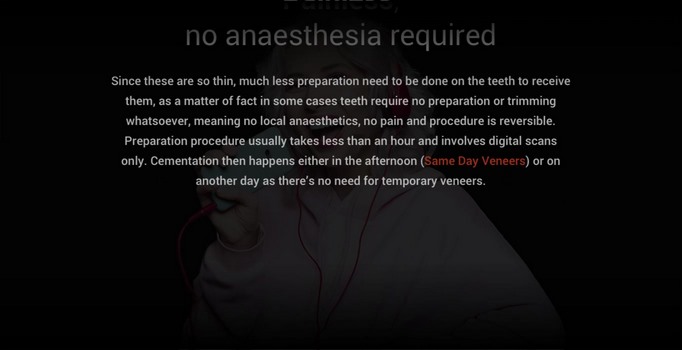 Painless,
no anaesthesia required
Since these are so thin, much less preparation need to be done on the teeth to receive
them, as a matter of fact in some cases teeth require no preparation or trimming
whatsoever, meaning no local anaesthetics, no pain and procedure is reversible.
Preparation procedure usually takes less than an hour and involves digital scans
only. Cementation then happens either in the afternoon (Same Day Veneers) or on
another day as there's no need for temporary veneers.